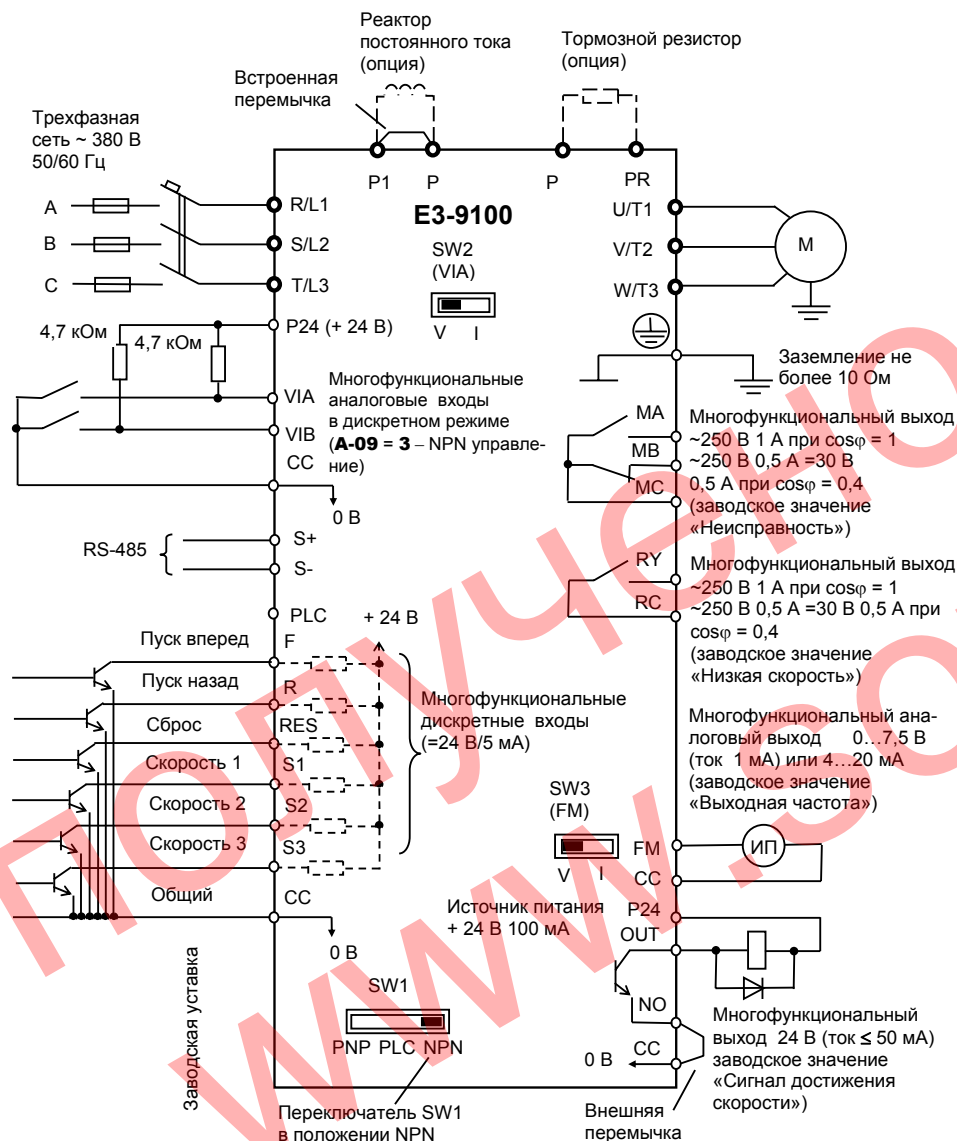 Реактор
постоянного тока
(опция)
Тормозной резистор
(опция)
Встроенная
перемычка
Трехфазная
сеть ~ 380 В
50/60 Гц
P1
P
P
PR
E3-9100
A
B
C
R/L1
S/L2
T/L3
SW2
(VIA)
V I
U/T1
V/T2
W/T3
М
P24 (+ 24 В)
4,7 кОм
4,7 кОм
VIA
VIB
CC
0 В
Многофункциональные
аналоговые входы
в дискретном режиме
(A-09 = 3 – NPN управле-
ние)
Заземление не
более 10 Ом
MA
MB
MC
Многофункциональный выход
~250 В 1 А при cosφ = 1
~250 В 0,5 А =30 В
0,5 А при cosφ = 0,4
(заводское значение
«Неисправность»)
RS-485
S+
S-
RY
RC
Многофункциональный выход
~250 В 1 А при cosφ = 1
~250 В 0,5 А =30 В 0,5 А при
cosφ = 0,4
(заводское значение
«Низкая скорость»)
PLC
+ 24 В
Пуск вперед
F
Пуск назад
R
Сброс
RES
Скорость 1
S1
Скорость 2
S2
Скорость 3
S3
Общий
CC
0 В
Многофункциональные
дискретные входы
(=24 В/5 мА)
Многофункциональный ана-
логовый выход 0…7,5 В
(ток 1 мА) или 4…20 мА
(заводское значение
«Выходная частота»)
SW3
(FM)
V I
FM
CC
ИП
Источник питания
+ 24 В 100 мА
P24
OUT
NO
CC
0 В
Многофункциональный
выход 24 В (ток ≤ 50 мА)
заводское значение
«Сигнал достижения
скорости»)
Заводская уставка
SW1
PNP PLC NPN
Переключатель SW1
в положении NPN
Внешняя
перемычка
Получено
www.so